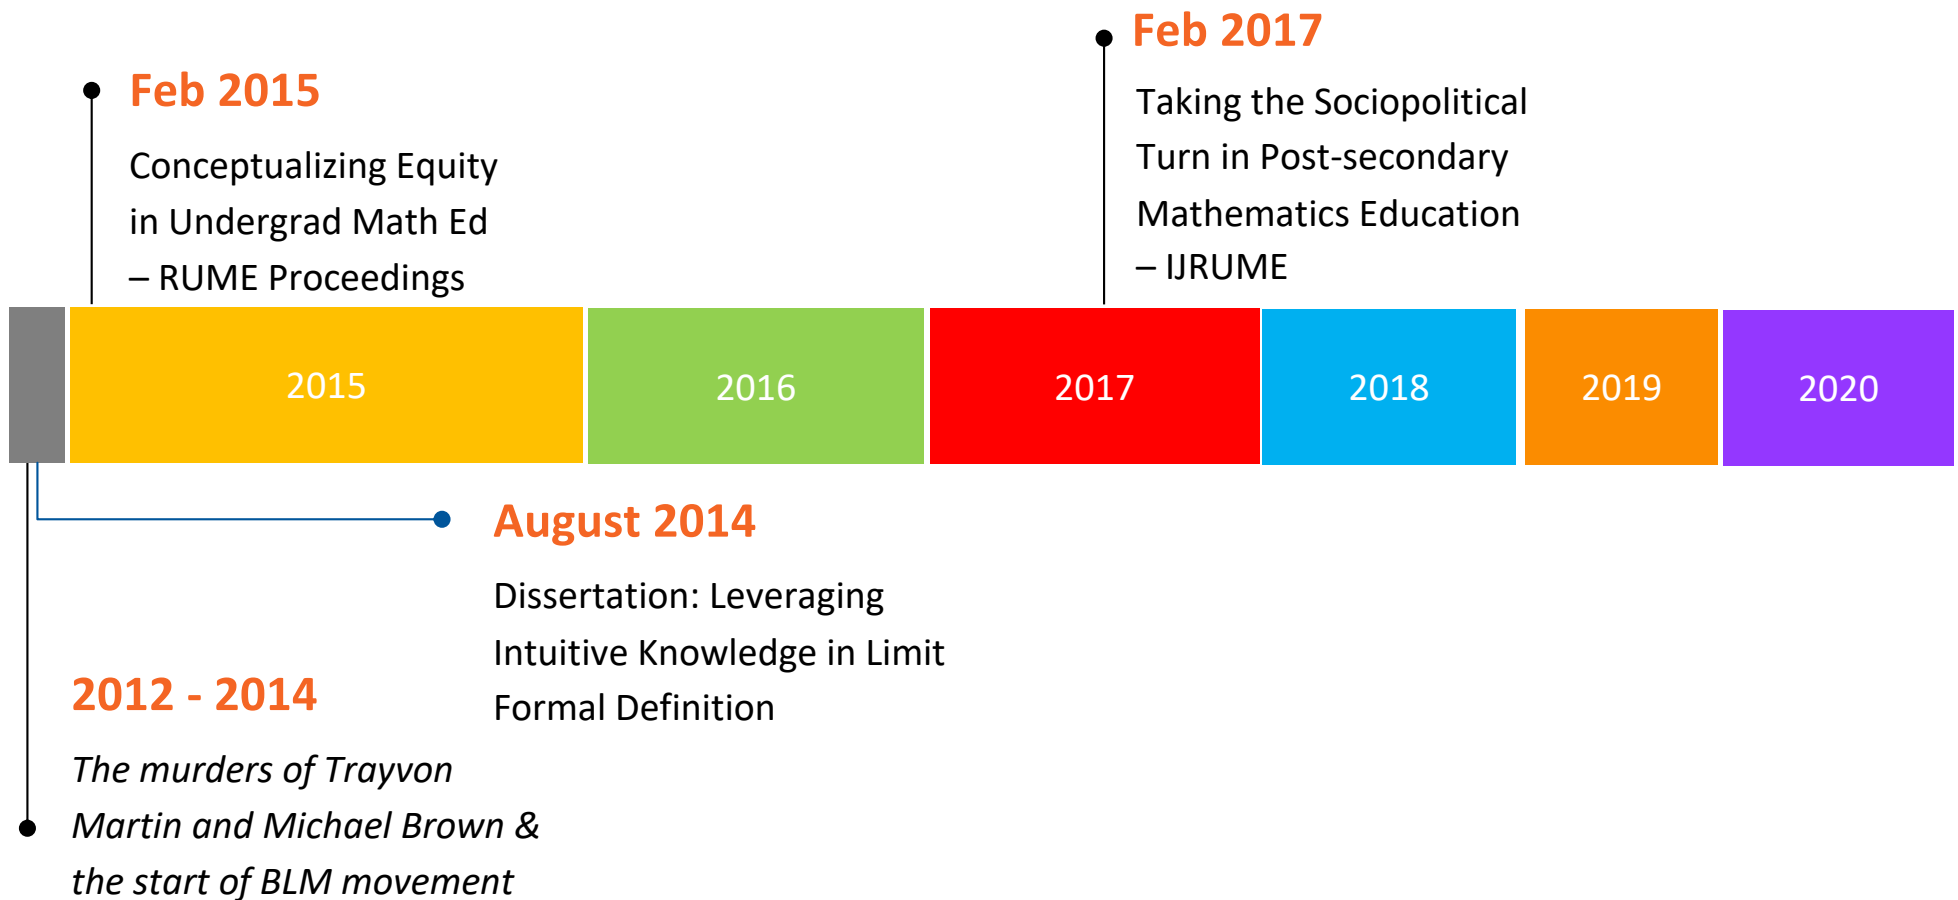 Feb 2015
Conceptualizing Equity
in Undergrad Math Ed
– RUME Proceedings
Feb 2017
Taking the Sociopolitical
Turn in Post-secondary
Mathematics Education
– IJRUME
2015
2016
2017
2018
2019
2020
August 2014
Dissertation: Leveraging
Intuitive Knowledge in Limit
Formal Definition
2012 - 2014
The murders of Trayvon
Martin and Michael Brown &
the start of BLM movement